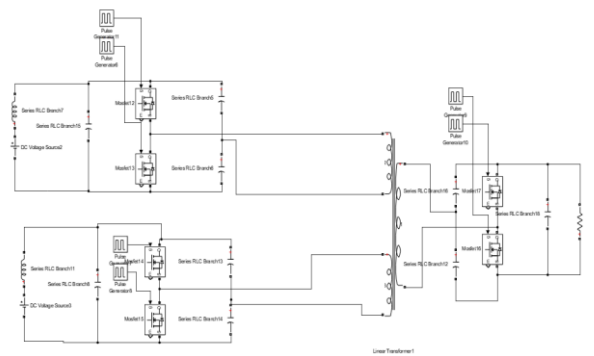 Pulse
Generator11
Pulse
Generator8
Mosfet12
Series RLC Branch5
Series RLC Branch7
Series RLC Branch15
DC Voltage Source2
Mosfet13
Series RLC Branch6
Pulse
Pulse
Generator10
Series RLC Branch16
Mosfet17
Series RLC Branch18
Mosfet16
Series RLC Branch12
Pulse
Mosfet14
Series RLC Branch13
Pulse
Generator9
Series RLC Branch11
Series RLC Branch8
DC Voltage Source3
Mosfet15
Series RLC Branch14
Linear Transformer1